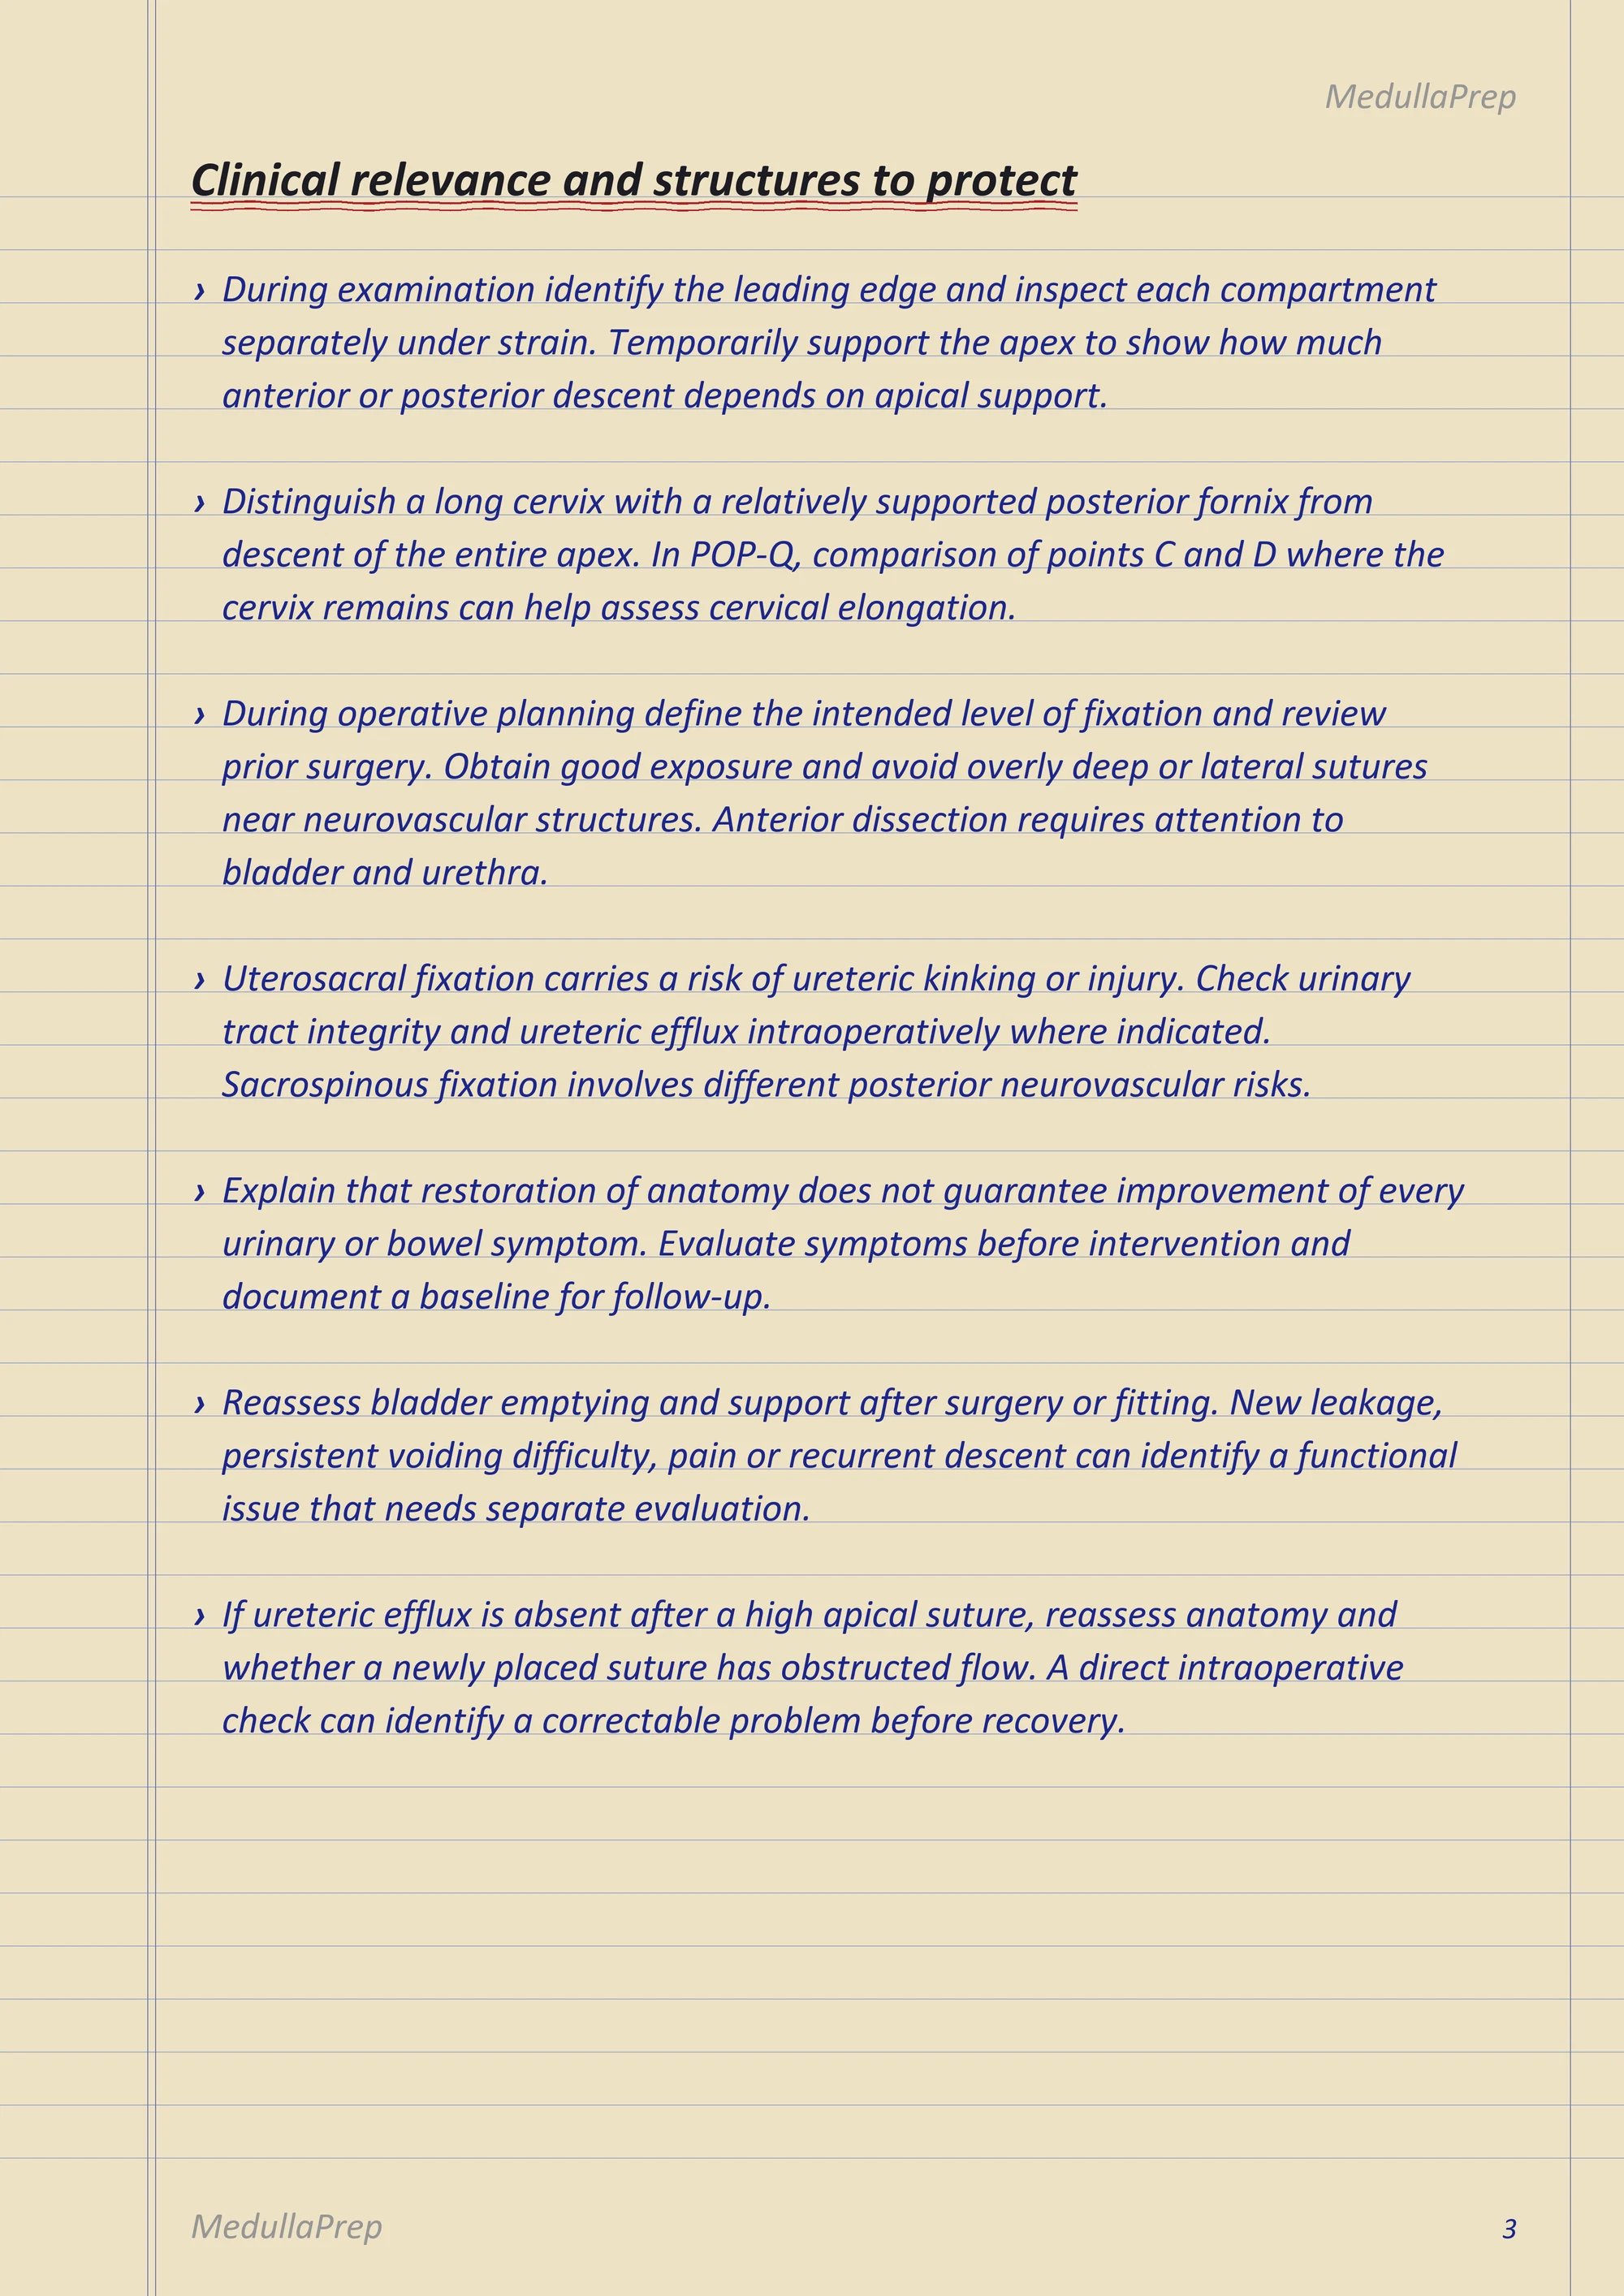 MedullaPrep
Clinical relevance and structures to protect
› During examination identify the leading edge and inspect each compartment
separately under strain. Temporarily support the apex to show how much
anterior or posterior descent depends on apical support.
› Distinguish a long cervix with a relatively supported posterior fornix from
descent of the entire apex. In POP-Q, comparison of points C and D where the
cervix remains can help assess cervical elongation.
› During operative planning define the intended level of fixation and review
prior surgery. Obtain good exposure and avoid overly deep or lateral sutures
near neurovascular structures. Anterior dissection requires attention to
bladder and urethra.
› Uterosacral fixation carries a risk of ureteric kinking or injury. Check urinary
tract integrity and ureteric efflux intraoperatively where indicated.
Sacrospinous fixation involves different posterior neurovascular risks.
› Explain that restoration of anatomy does not guarantee improvement of every
urinary or bowel symptom. Evaluate symptoms before intervention and
document a baseline for follow-up.
› Reassess bladder emptying and support after surgery or fitting. New leakage,
persistent voiding difficulty, pain or recurrent descent can identify a functional
issue that needs separate evaluation.
› If ureteric efflux is absent after a high apical suture, reassess anatomy and
whether a newly placed suture has obstructed flow. A direct intraoperative
check can identify a correctable problem before recovery.
MedullaPrep
3